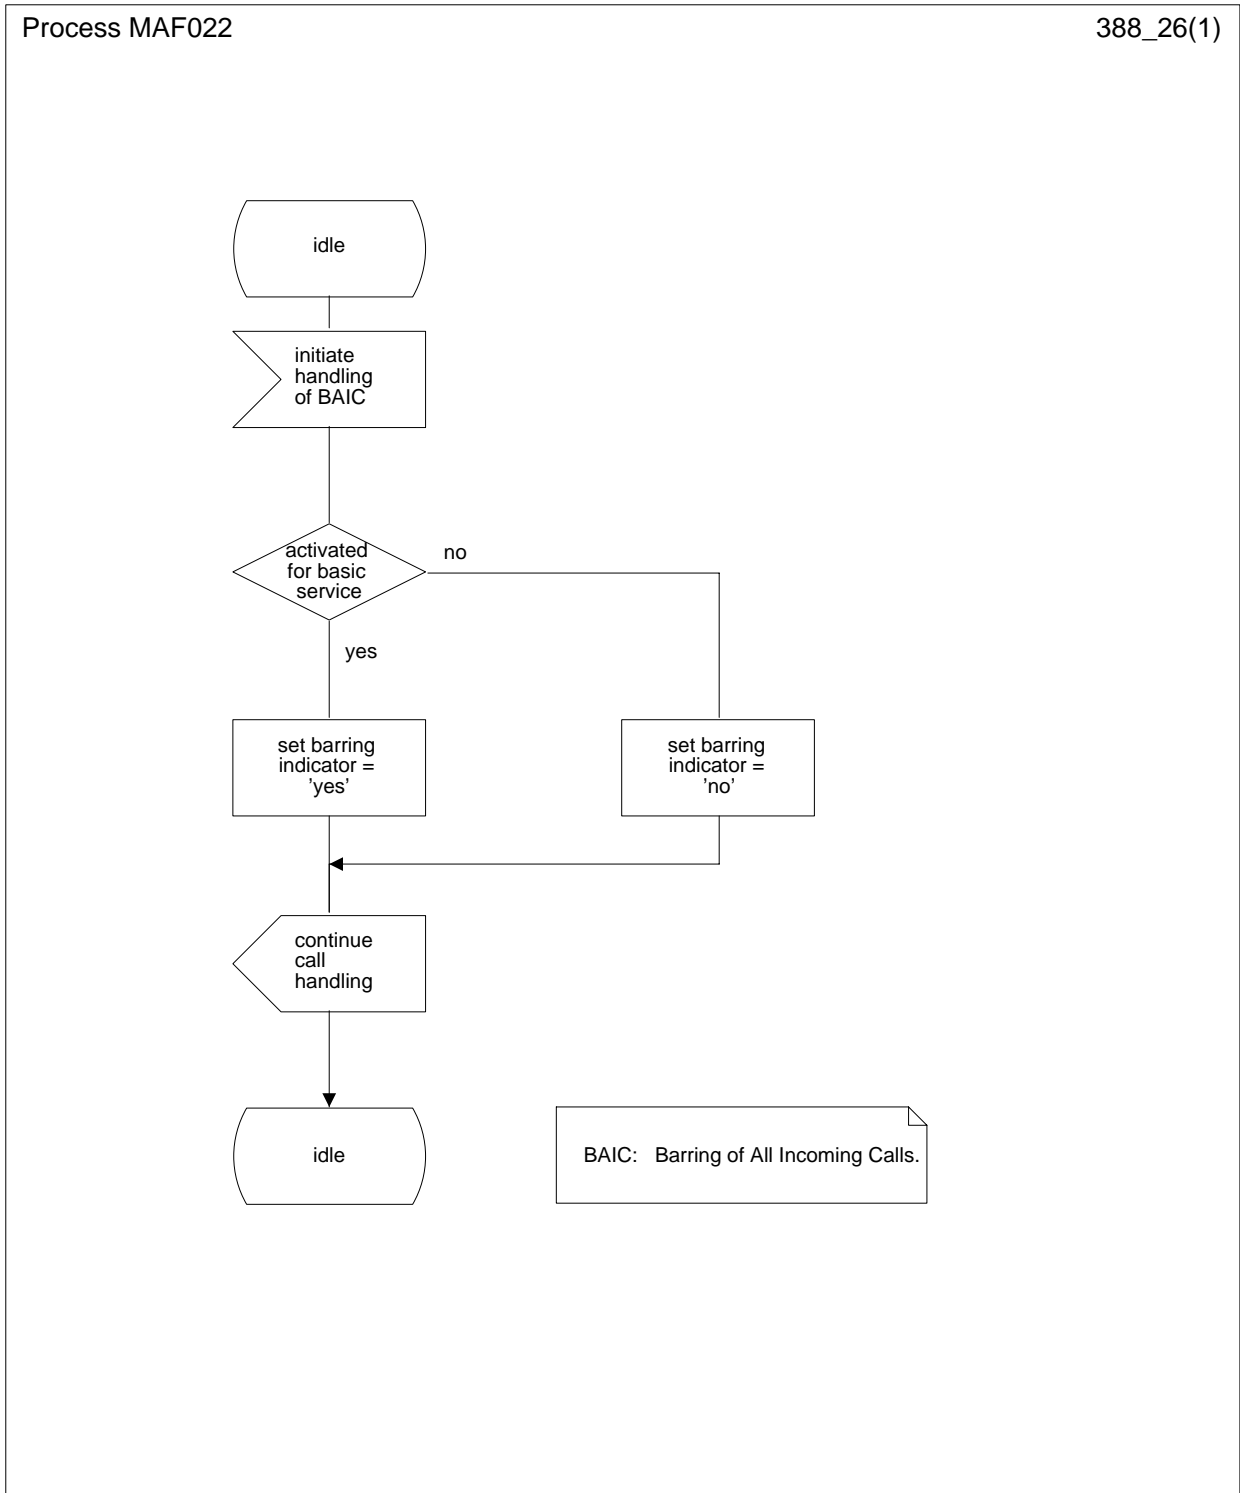 Process MAF022
388_26(1)
idle
initiate
handling
of BAIC
activated
for basic
service
no
yes
set barring
indicator =
’yes’
set barring
indicator =
’no’
continue
call
handling
idle
BAIC: Barring of All Incoming Calls.